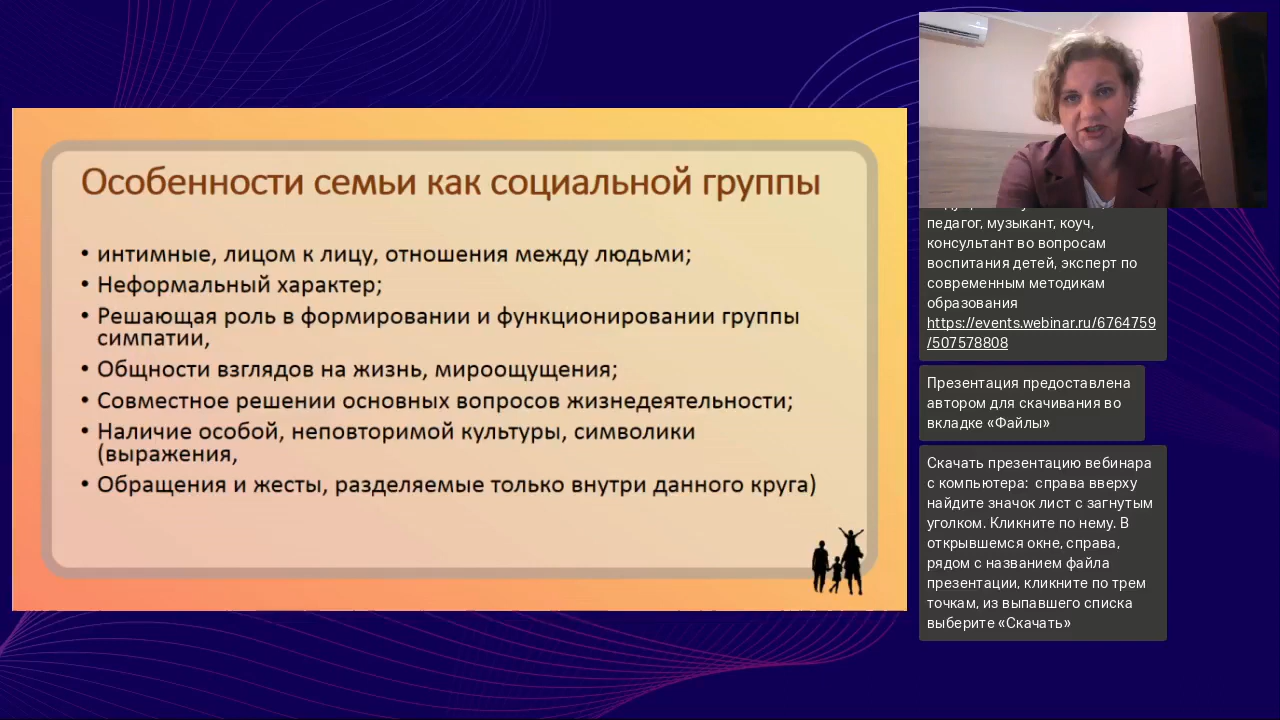 Особенности семьи как социальной группы
• интимные, лицом к лицу, отношения между людьми;
• Неформальный характер;
• Решающая роль в формировании и функционировании группы
симпатии,
• Общности взглядов на жизнь, мироощущения;
• Совместное решении основных вопросов жизнедеятельности;
• Наличие особой, неповторимой культуры, символики
(выражения,
• Обращения и жесты, разделяемые только внутри данного круга)
педагог, музыкант, коуч,
консультант во вопросам
воспитания детей, эксперт по
современным методикам
образования
https://events.webinar.ru/6764759
/507578808
Презентация предоставлена
автором для скачивания во
вкладке «Файлы»
Скачать презентацию вебинара
с компьютера: справа вверху
найдите значок лист с загнутым
уголком. Кликните по нему. В
открывшемся окне, справа,
рядом с названием файла
презентации, кликните по трем
точкам, из выпавшего списка
выберите «Скачать»